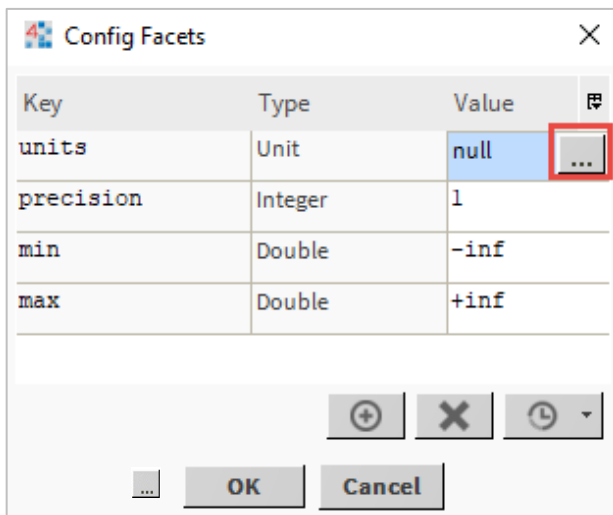 Config Facets
Key Type Value
units Unit null ...
precision Integer 1
min Double -inf
max Double +inf
...
OK Cancel